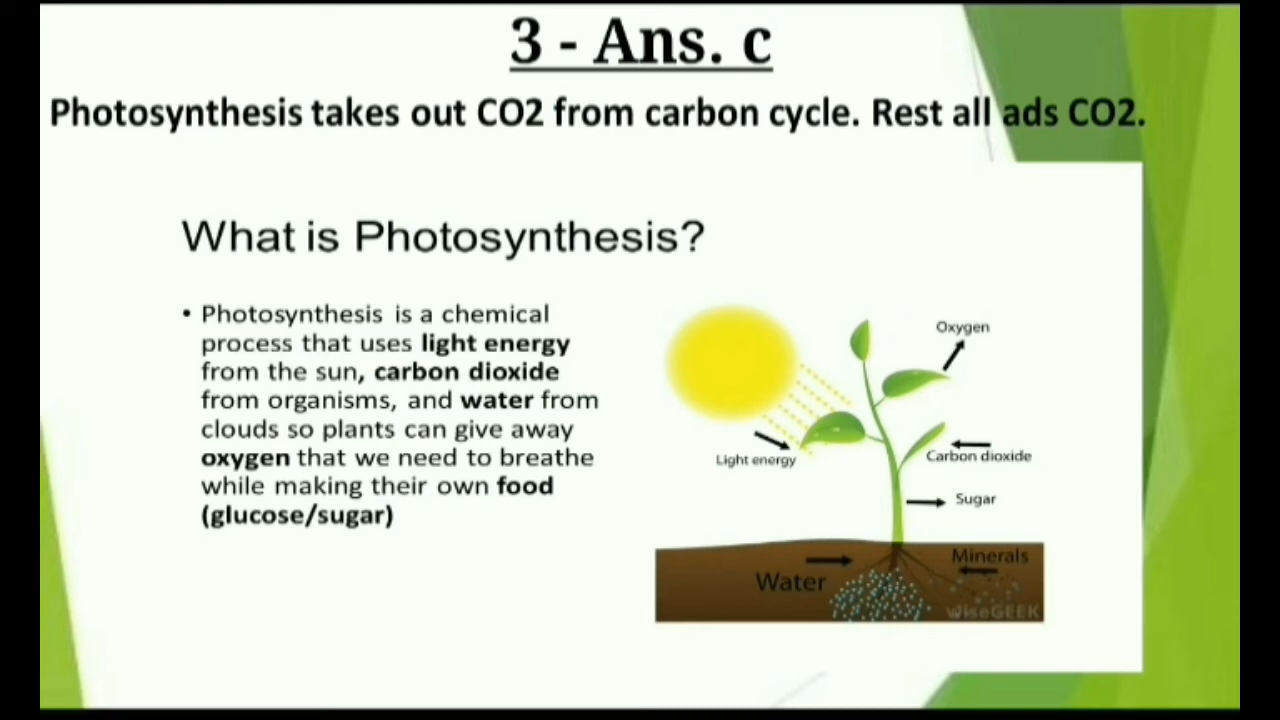 3 - Ans. c
Photosynthesis takes out CO2 from carbon cycle. Rest all ads CO2.
What is Photosynthesis?
• Photosynthesis is a chemical
process that uses light energy
from the sun, carbon dioxide
from organisms, and water from
clouds so plants can give away
oxygen that we need to breathe
while making their own food
(glucose/sugar)
Oxygen
Light energy
Carbon dioxide
Sugar
Minerals
Water
wiseGEEK